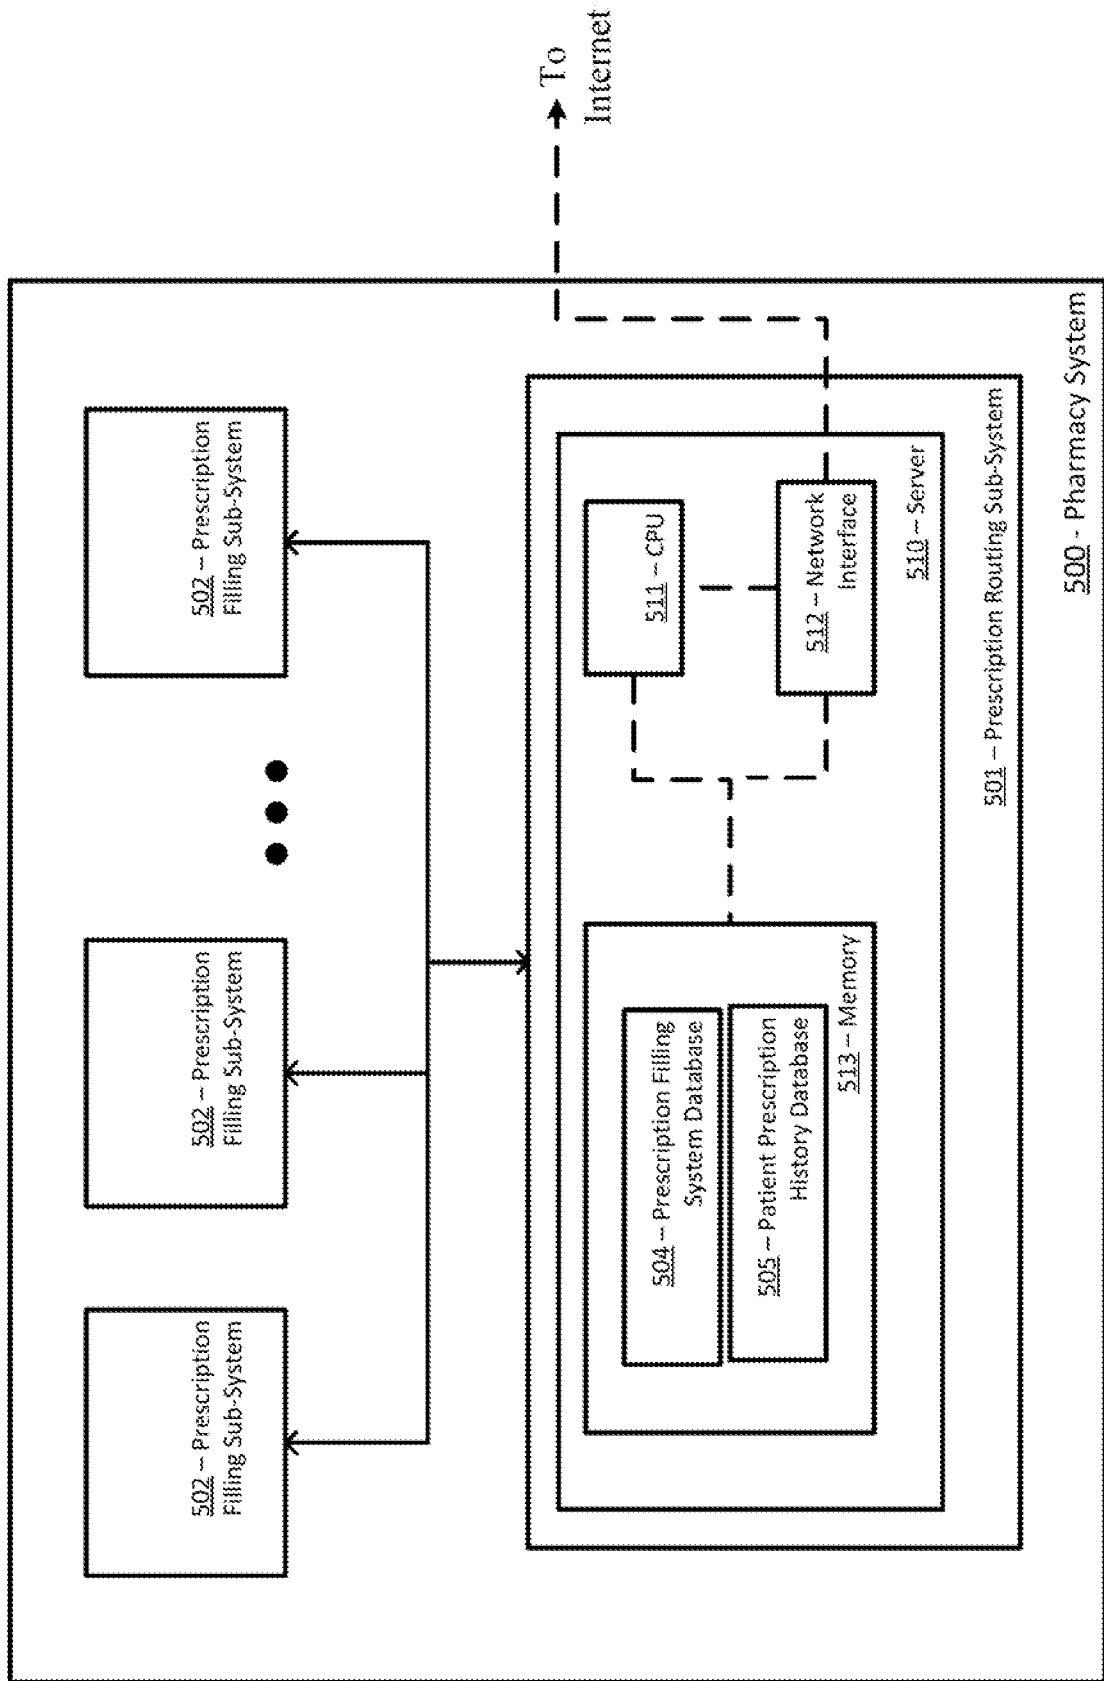 502 – Prescription
Filling Sub-System
502 – Prescription
Filling Sub-System
502 – Prescription
Filling Sub-System
504 – Prescription Filling
System Database
505 – Patient Prescription
History Database
513 – Memory
511 – CPU
512 – Network
Interface
510 – Server
501 – Prescription Routing Sub-System
500 - Pharmacy System
To
Internet